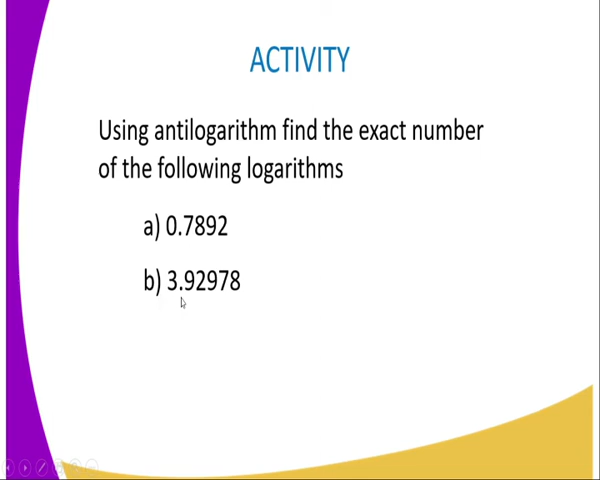 ACTIVITY
Using antilogarithm find the exact number
of the following logarithms
a) 0.7892
b) 3.92978